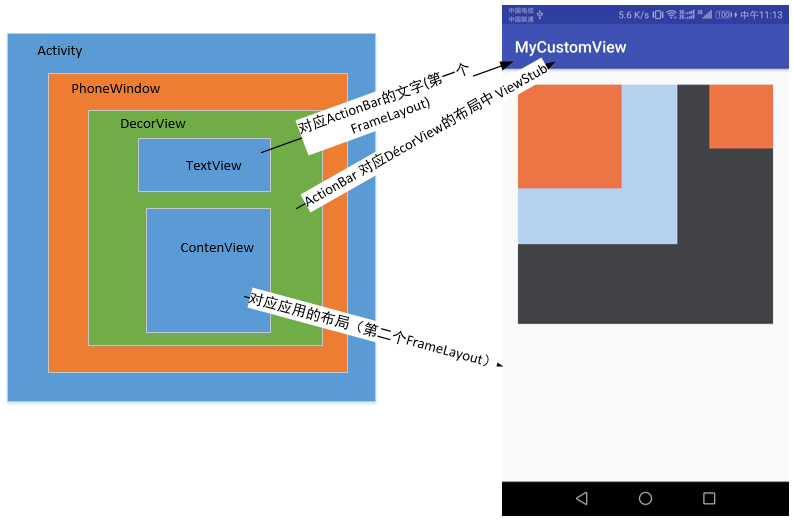 Activity
PhoneWindow
DecorView
TextView
ContenView
对应ActionBar的文字(第一个
FrameLayout)
ActionBar 对应DécorView的布局中 ViewStub
对应应用的布局（第二个FrameLayout）
中国电信
中国联通
5.6 K/s
100
中午11:13
MyCustomView